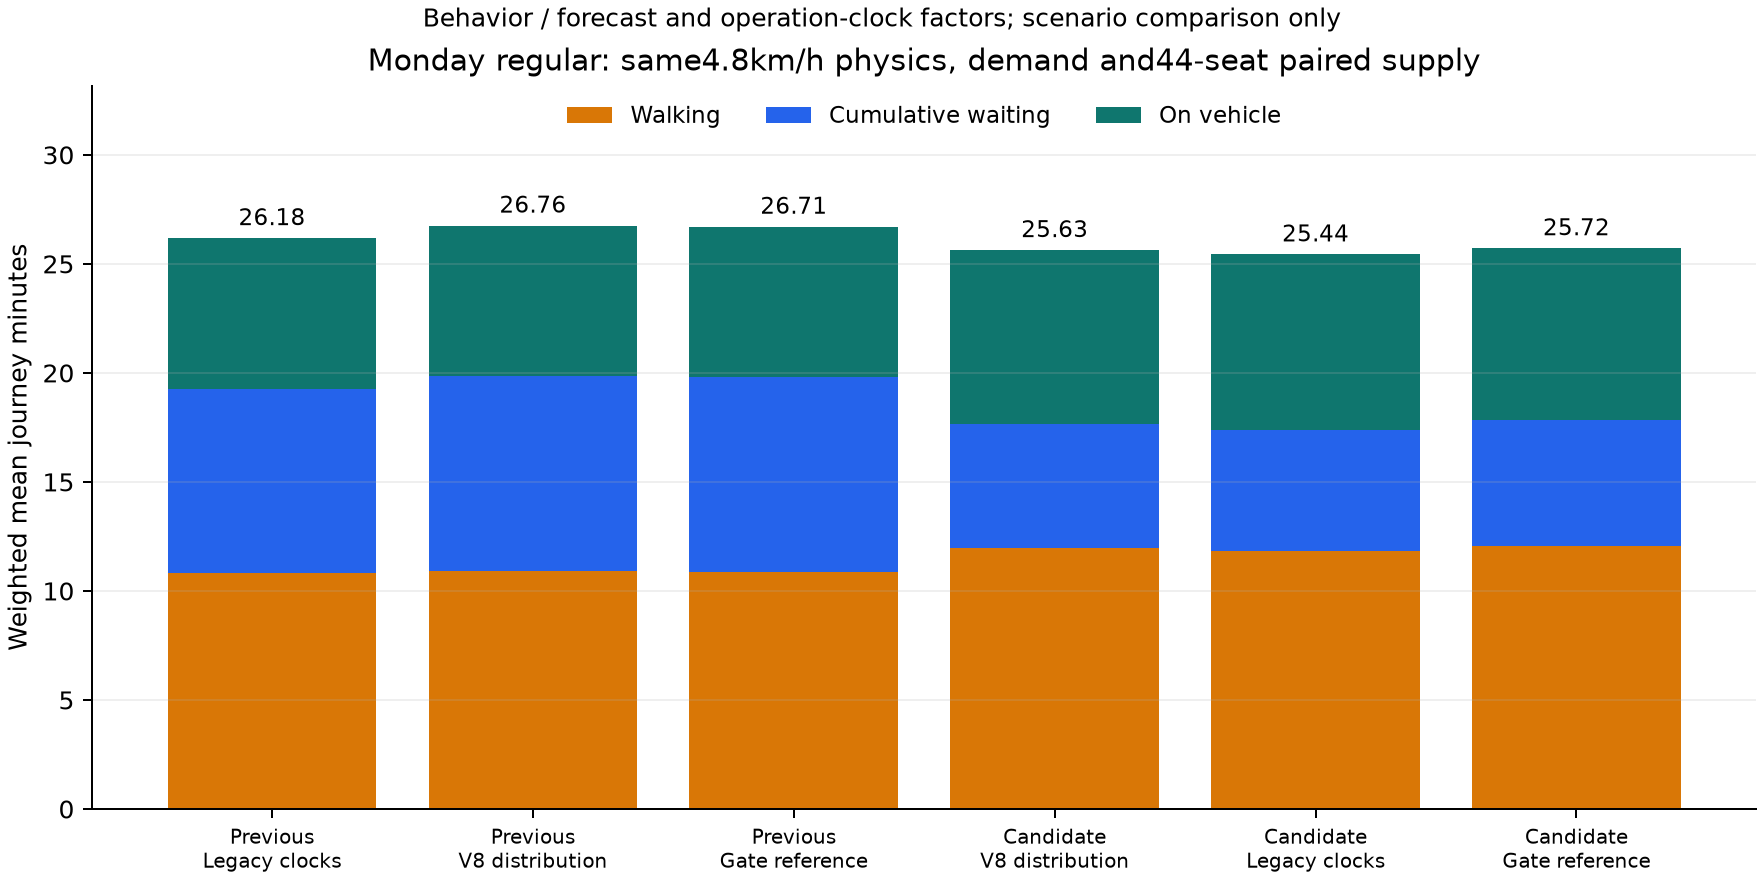 Behavior / forecast and operation-clock factors; scenario comparison only
Monday regular: same4.8km/h physics, demand and44-seat paired supply
Walking
Cumulative waiting
On vehicle
Weighted mean journey minutes
30
25
20
15
10
5
0
26.18
26.76
26.71
25.63
25.44
25.72
Previous
Legacy clocks
Previous
V8 distribution
Previous
Gate reference
Candidate
V8 distribution
Candidate
Legacy clocks
Candidate
Gate reference